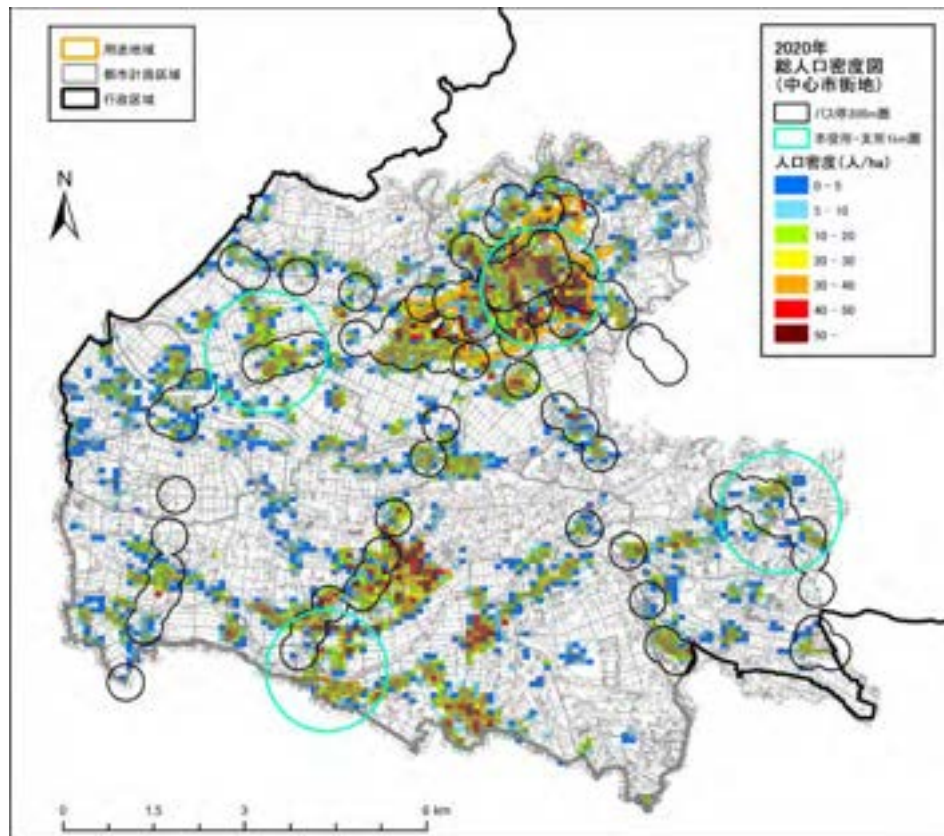 用途地域
都市計画区域
行政区域
N
2020年
総人口密度図
(中心市街地)
バス停300m圏
市役所・支所1km圏
人口密度(人/ha)
0 - 5
5 - 10
10 - 20
20 - 30
30 - 40
40 - 50
50 -
0 1.5 3 6 km